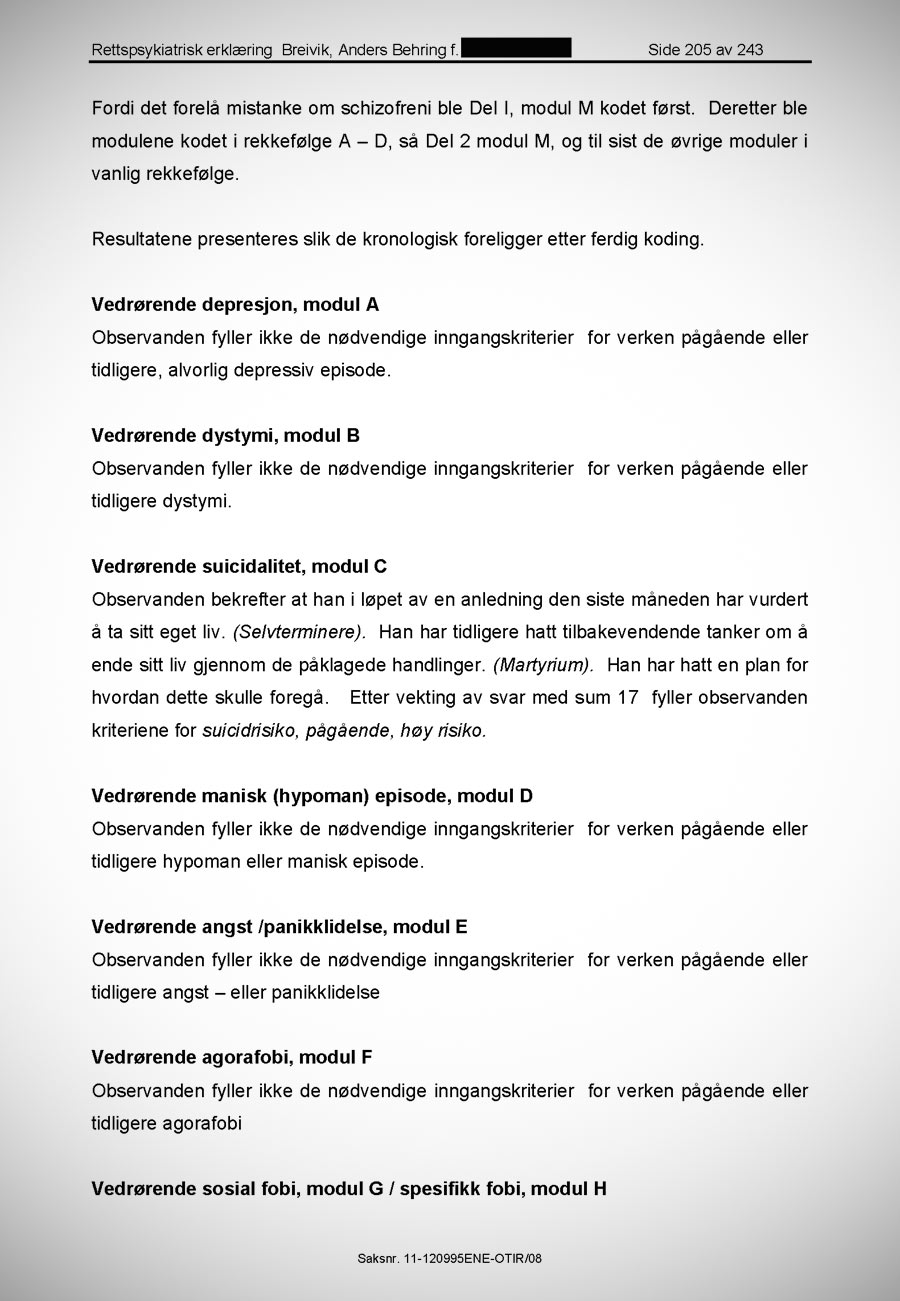 Rettspsykiatrisk erklæring Breivik, Anders Behring f. Side 205 av 243
Fordi det forelå mistanke om schizofreni ble Del I, modul M kodet først. Deretter ble
modulene kodet i rekkefølge A – D, så Del 2 modul M, og til sist de øvrige moduler i
vanlig rekkefølge.
Resultatene presenteres slik de kronologisk foreligger etter ferdig koding.
Vedrørende depresjon, modul A
Observanden fyller ikke de nødvendige inngangskriterier for verken pågående eller
tidligere, alvorlig depressiv episode.
Vedrørende dystymi, modul B
Observanden fyller ikke de nødvendige inngangskriterier for verken pågående eller
tidligere dystymi.
Vedrørende suicidalitet, modul C
Observanden bekrefter at han i løpet av en anledning den siste måneden har vurdert
å ta sitt eget liv. (Selvterminere). Han har tidligere hatt tilbakevendende tanker om å
ende sitt liv gjennom de påklagede handlinger. (Martyrium). Han har hatt en plan for
hvordan dette skulle foregå. Etter vekting av svar med sum 17 fyller observanden
kriteriene for suicidrisiko, pågående, høy risiko.
Vedrørende manisk (hypoman) episode, modul D
Observanden fyller ikke de nødvendige inngangskriterier for verken pågående eller
tidligere hypoman eller manisk episode.
Vedrørende angst /panikklidelse, modul E
Observanden fyller ikke de nødvendige inngangskriterier for verken pågående eller
tidligere angst – eller panikklidelse
Vedrørende agorafobi, modul F
Observanden fyller ikke de nødvendige inngangskriterier for verken pågående eller
tidligere agorafobi
Vedrørende sosial fobi, modul G / spesifikk fobi, modul H
Saksnr. 11-120995ENE-OTIR/08